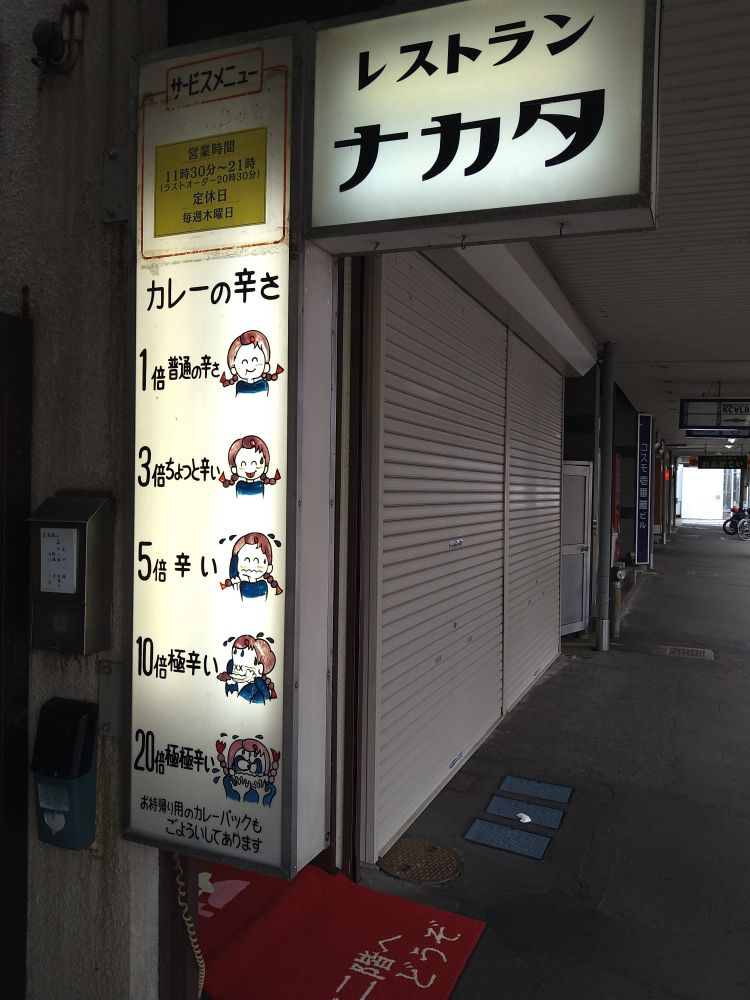 レストラン
ナカタ
サービスメニュー
営業時間
11時30分～21時
(ラストオーダー20時30分)
定休日
毎週木曜日
カレーの辛さ
1倍 普通の辛さ
3倍 ちょっと辛い
5倍 辛い
10倍 極辛い
20倍 極極辛い
お持帰り用のカレーパックも
ごよういしてあります
コスモ壱番館ビル
二階へ
どうぞ